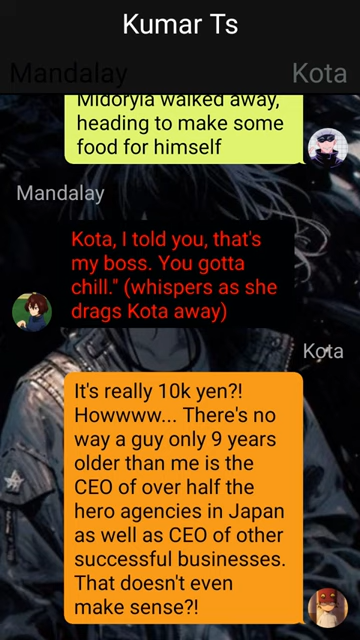 Kumar Ts
Mandalay
Kota
Midoryia walked away,
heading to make some
food for himself
Mandalay
Kota, I told you, that's
my boss. You gotta
chill." (whispers as she
drags Kota away)
Kota
It's really 10k yen?!
Howwww... There's no
way a guy only 9 years
older than me is the
CEO of over half the
hero agencies in Japan
as well as CEO of other
successful businesses.
That doesn't even
make sense?!